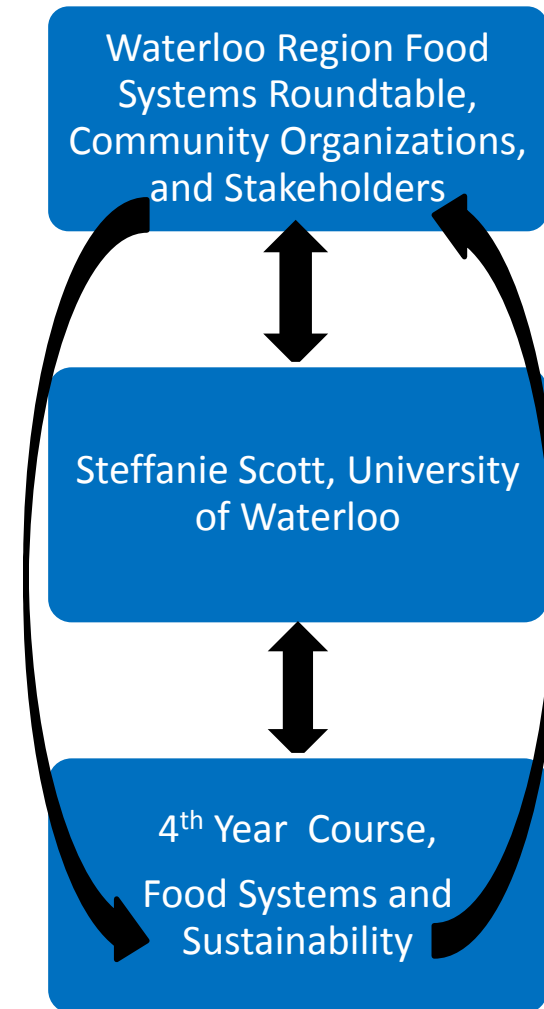 Waterloo Region Food
Systems Roundtable,
Community Organizations,
and Stakeholders
Steffanie Scott, University
of Waterloo
4th Year Course,
Food Systems and
Sustainability